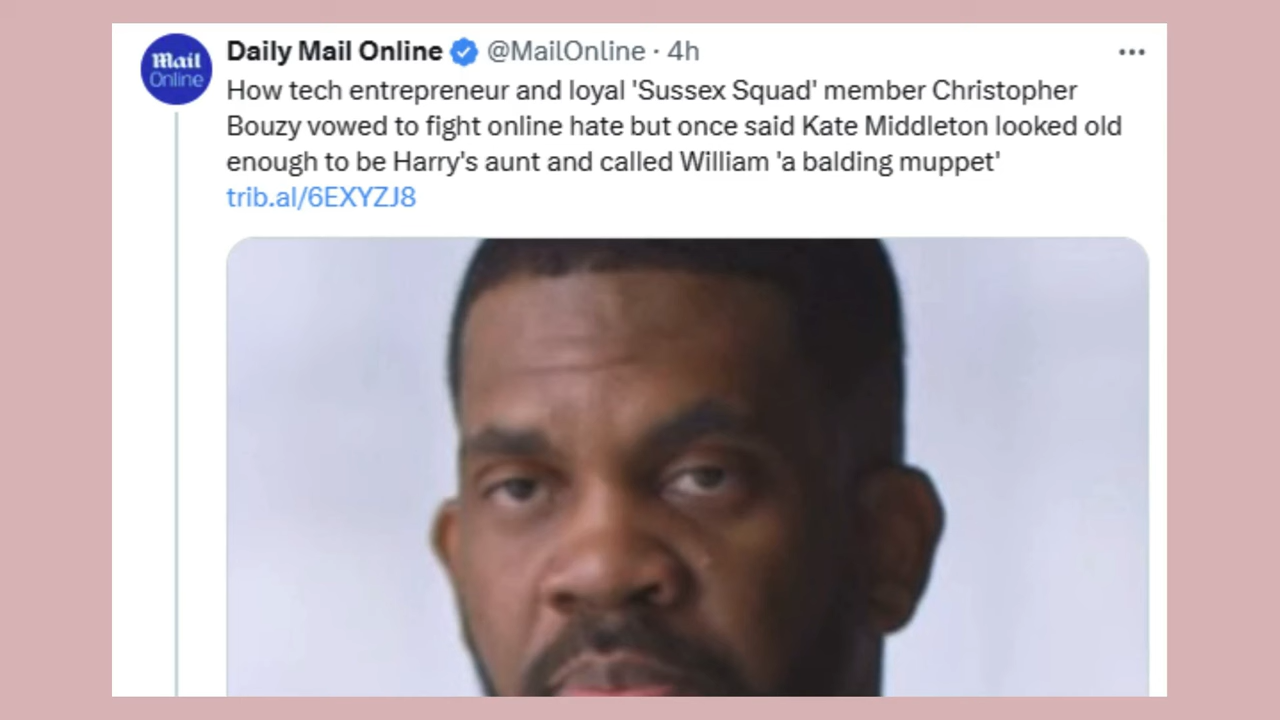 Mail
Online
Daily Mail Online @MailOnline · 4h
How tech entrepreneur and loyal 'Sussex Squad' member Christopher
Bouzy vowed to fight online hate but once said Kate Middleton looked old
enough to be Harry's aunt and called William 'a balding muppet'
trib.al/6EXYZJ8